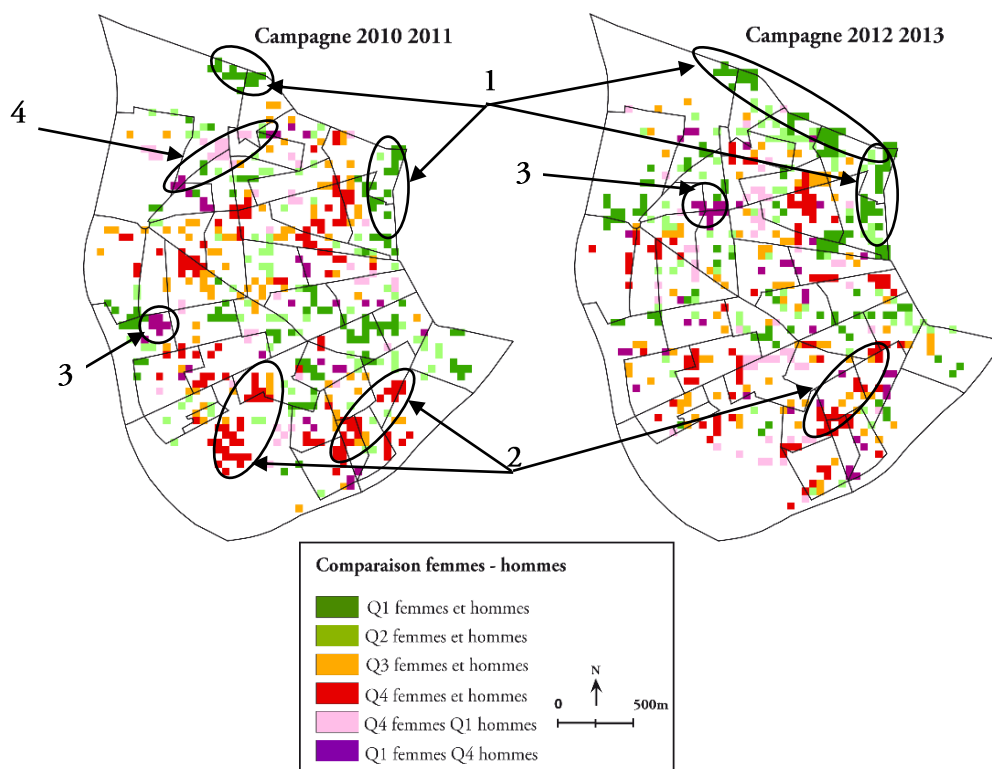 Campagne 2010 2011
Campagne 2012 2013
1
4
3
3
2
Comparaison femmes - hommes
Q1 femmes et hommes
Q2 femmes et hommes
Q3 femmes et hommes
Q4 femmes et hommes
Q4 femmes Q1 hommes
Q1 femmes Q4 hommes
N
0 500m